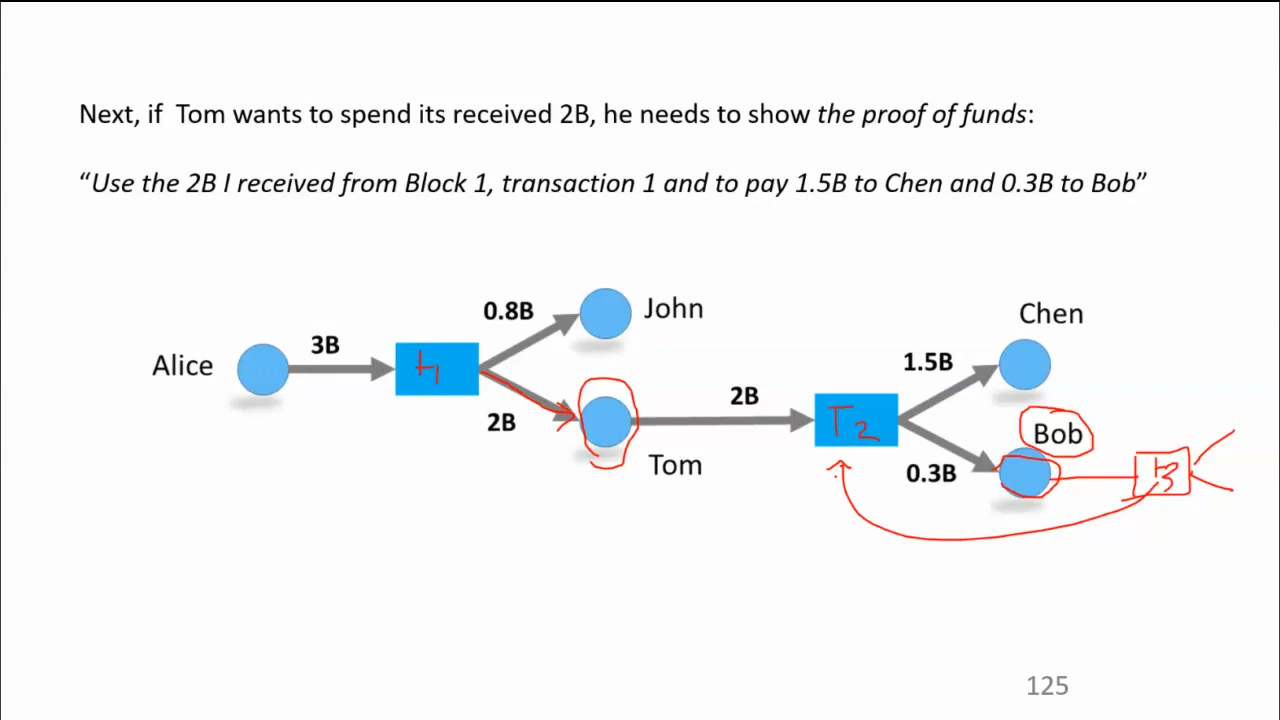 Next, if Tom wants to spend its received 2B, he needs to show the proof of funds:
“Use the 2B I received from Block 1, transaction 1 and to pay 1.5B to Chen and 0.3B to Bob”
0.8B
John
Chen
3B
Alice
t1
1.5B
2B
2B
T2
Bob
Tom
0.3B
t3
125